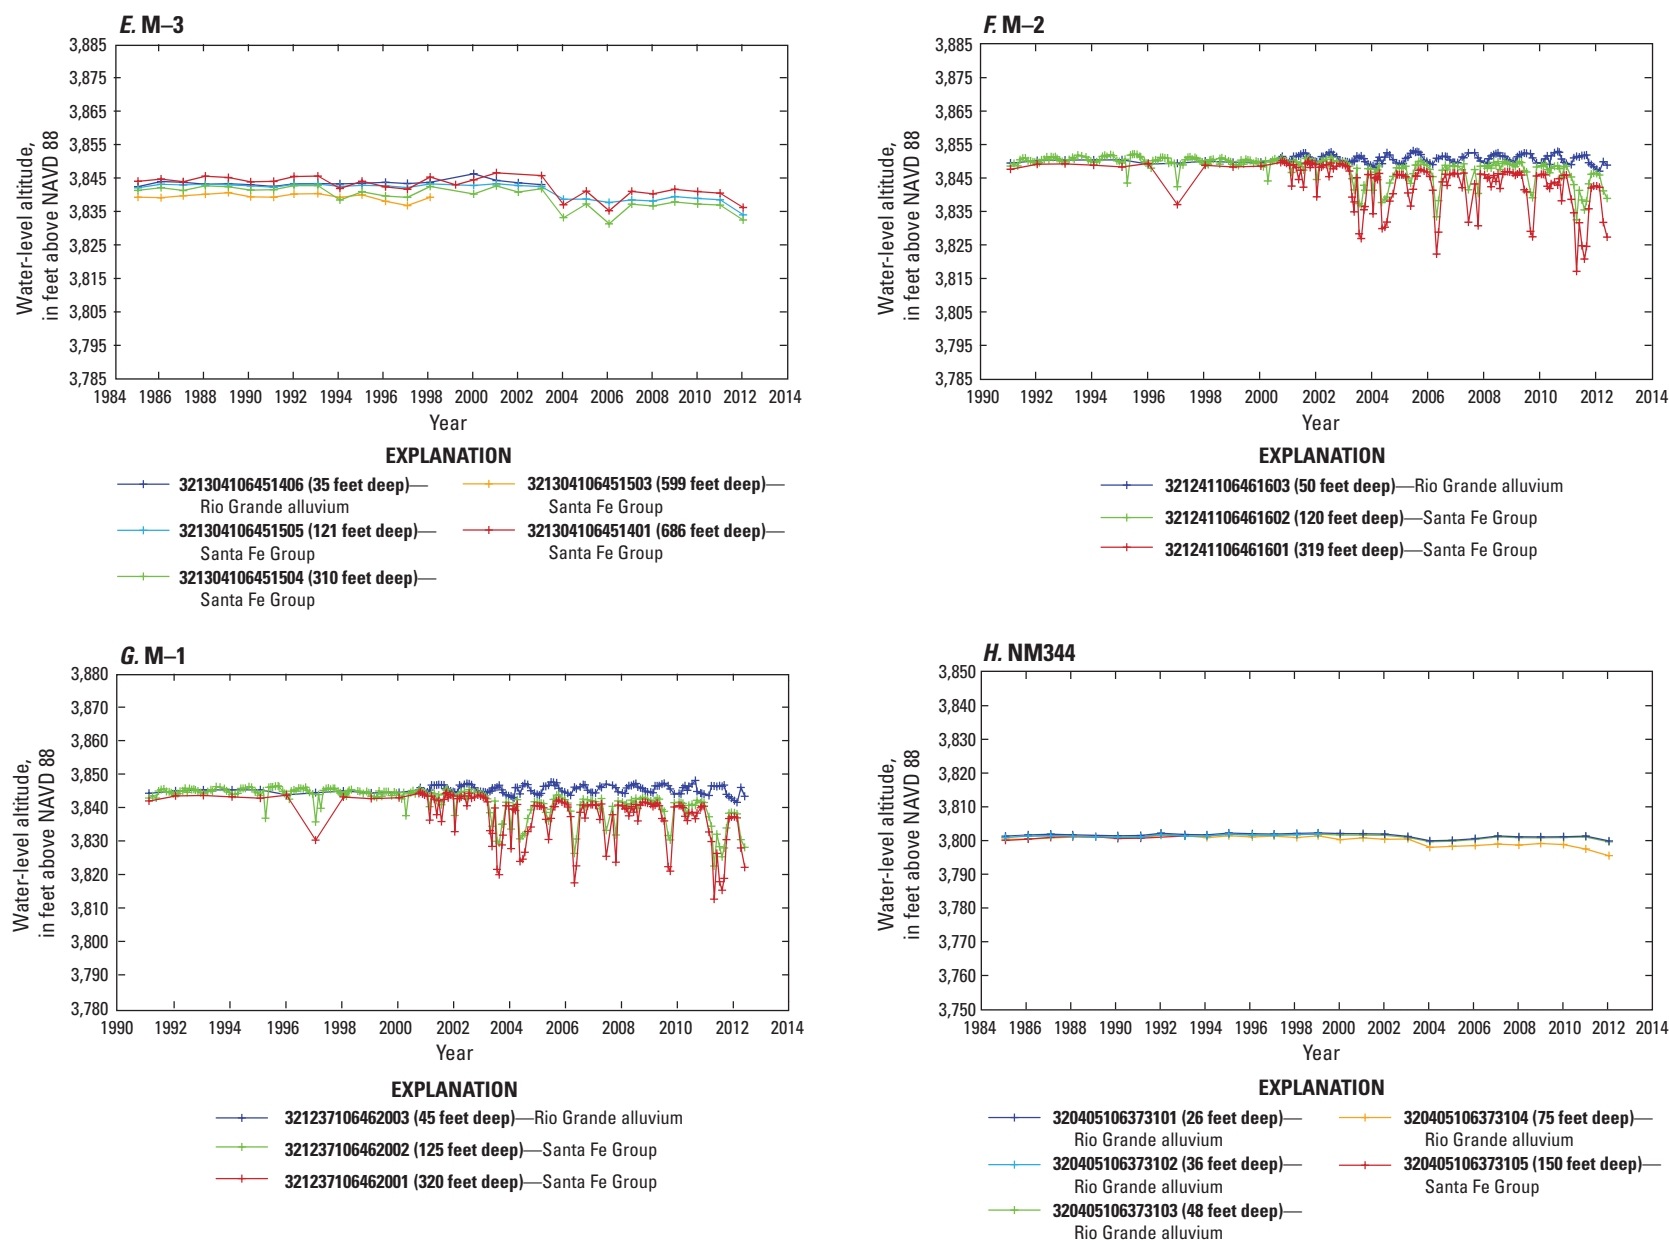 E. M–3
3,885
3,875
3,865
3,855
3,845
3,835
3,825
3,815
3,805
3,795
3,785
Water-level altitude,
in feet above NAVD 88
1984 1986 1988 1990 1992 1994 1996 1998 2000 2002 2004 2006 2008 2010 2012 2014
Year
EXPLANATION
321304106451406 (35 feet deep)—
Rio Grande alluvium
321304106451505 (121 feet deep)—
Santa Fe Group
321304106451504 (310 feet deep)—
Santa Fe Group
321304106451503 (599 feet deep)—
Santa Fe Group
321304106451401 (686 feet deep)—
Santa Fe Group
F. M–2
3,885
3,875
3,865
3,855
3,845
3,835
3,825
3,815
3,805
3,795
3,785
Water-level altitude,
in feet above NAVD 88
1990 1992 1994 1996 1998 2000 2002 2004 2006 2008 2010 2012 2014
Year
EXPLANATION
321241106461603 (50 feet deep)—Rio Grande alluvium
321241106461602 (120 feet deep)—Santa Fe Group
321241106461601 (319 feet deep)—Santa Fe Group
G. M–1
3,880
3,870
3,860
3,850
3,840
3,830
3,820
3,810
3,800
3,790
3,780
Water-level altitude,
in feet above NAVD 88
1990 1992 1994 1996 1998 2000 2002 2004 2006 2008 2010 2012 2014
Year
EXPLANATION
321237106462003 (45 feet deep)—Rio Grande alluvium
321237106462002 (125 feet deep)—Santa Fe Group
321237106462001 (320 feet deep)—Santa Fe Group
H. NM344
3,850
3,840
3,830
3,820
3,810
3,800
3,790
3,780
3,770
3,760
3,750
Water-level altitude,
in feet above NAVD 88
1984 1986 1988 1990 1992 1994 1996 1998 2000 2002 2004 2006 2008 2010 2012 2014
Year
EXPLANATION
320405106373101 (26 feet deep)—
Rio Grande alluvium
320405106373102 (36 feet deep)—
Rio Grande alluvium
320405106373103 (48 feet deep)—
Rio Grande alluvium
320405106373104 (75 feet deep)—
Rio Grande alluvium
320405106373105 (150 feet deep)—
Santa Fe Group